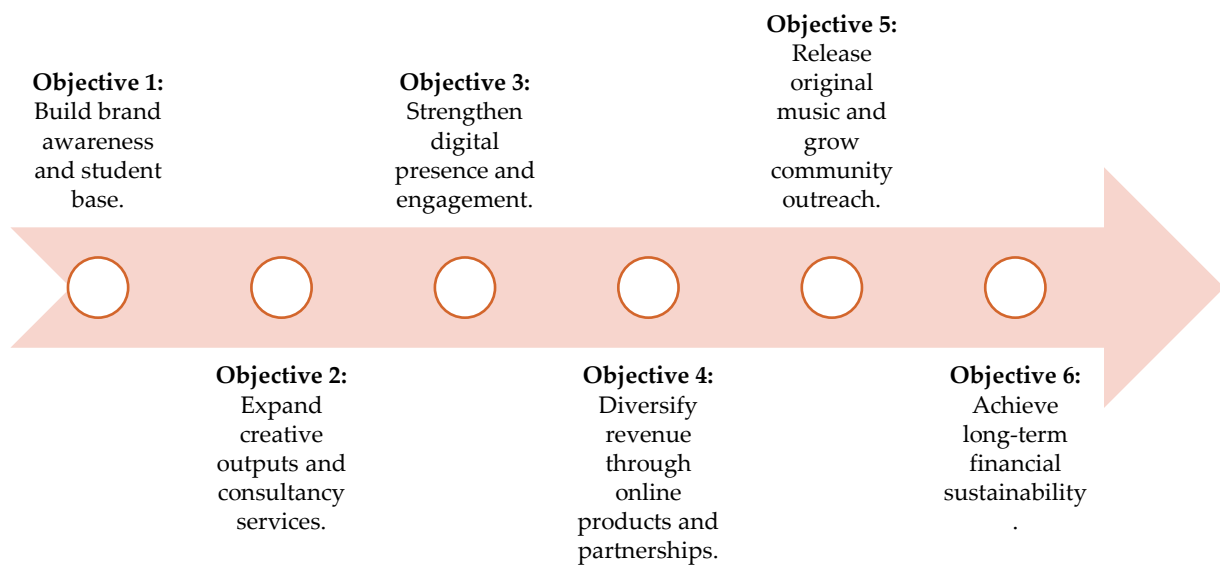 Objective 1:
Build brand
awareness
and student
base.
Objective 2:
Expand
creative
outputs and
consultancy
services.
Objective 3:
Strengthen
digital
presence and
engagement.
Objective 4:
Diversify
revenue
through
online
products and
partnerships.
Objective 5:
Release
original
music and
grow
community
outreach.
Objective 6:
Achieve
long-term
financial
sustainability
.